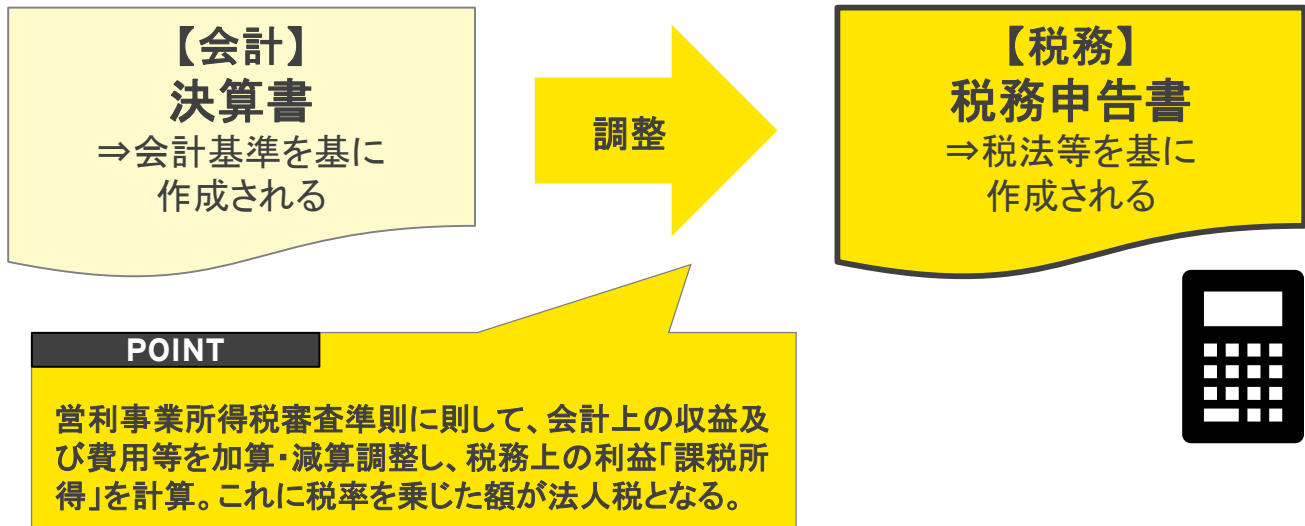 【会計】
決算書
⇒会計基準を基に
作成される
調整
【税務】
税務申告書
⇒税法等を基に
作成される
POINT
営利事業所得税審査準則に則して、会計上の収益及
び費用等を加算・減算調整し、税務上の利益「課税所
得」を計算。これに税率を乗じた額が法人税となる。